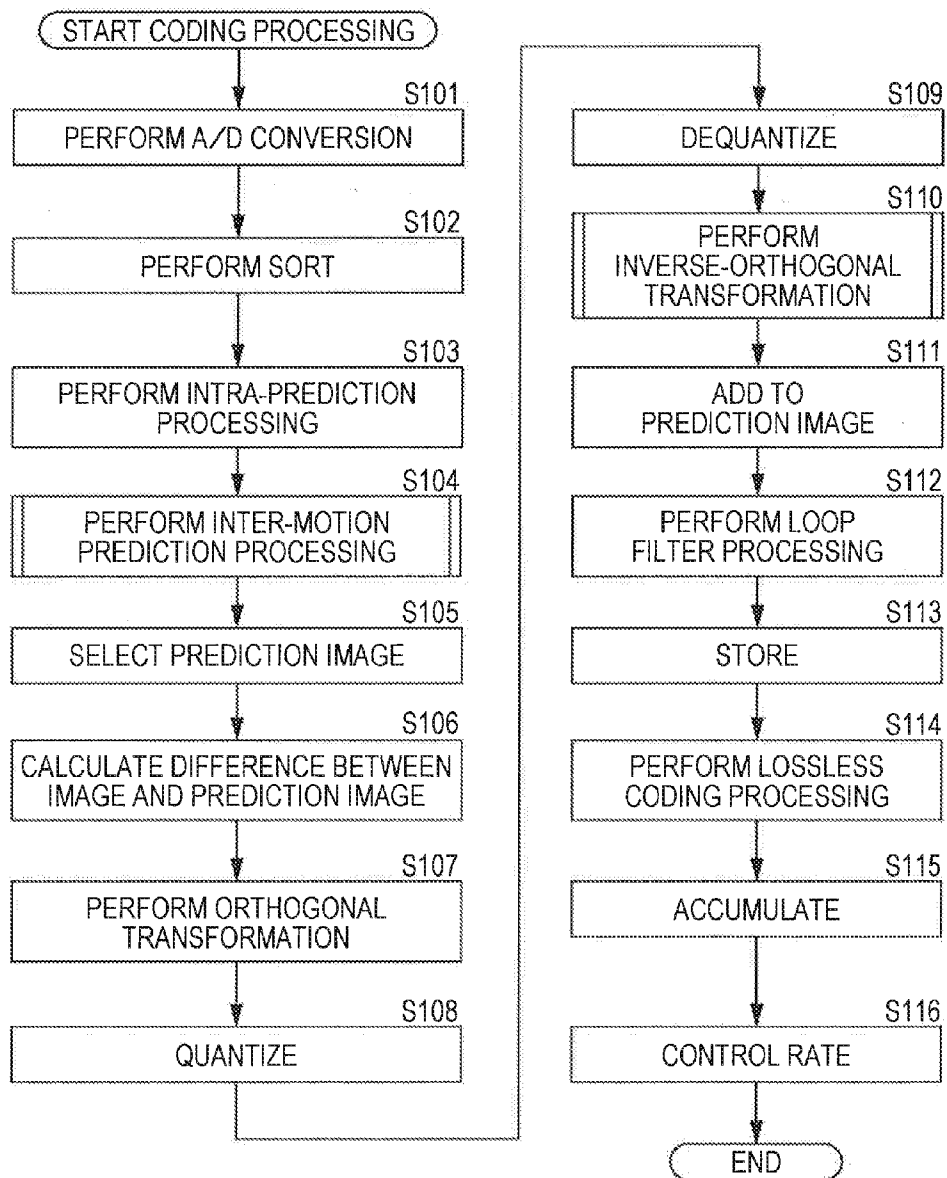 START CODING PROCESSING
S101
PERFORM A/D CONVERSION
S102
PERFORM SORT
S103
PERFORM INTRA-PREDICTION
PROCESSING
S104
PERFORM INTER-MOTION
PREDICTION PROCESSING
S105
SELECT PREDICTION IMAGE
S106
CALCULATE DIFFERENCE BETWEEN
IMAGE AND PREDICTION IMAGE
S107
PERFORM ORTHOGONAL
TRANSFORMATION
S108
QUANTIZE
S109
DEQUANTIZE
S110
PERFORM
INVERSE-ORTHOGONAL
TRANSFORMATION
S111
ADD TO
PREDICTION IMAGE
S112
PERFORM LOOP
FILTER PROCESSING
S113
STORE
S114
PERFORM LOSSLESS
CODING PROCESSING
S115
ACCUMULATE
S116
CONTROL RATE
END